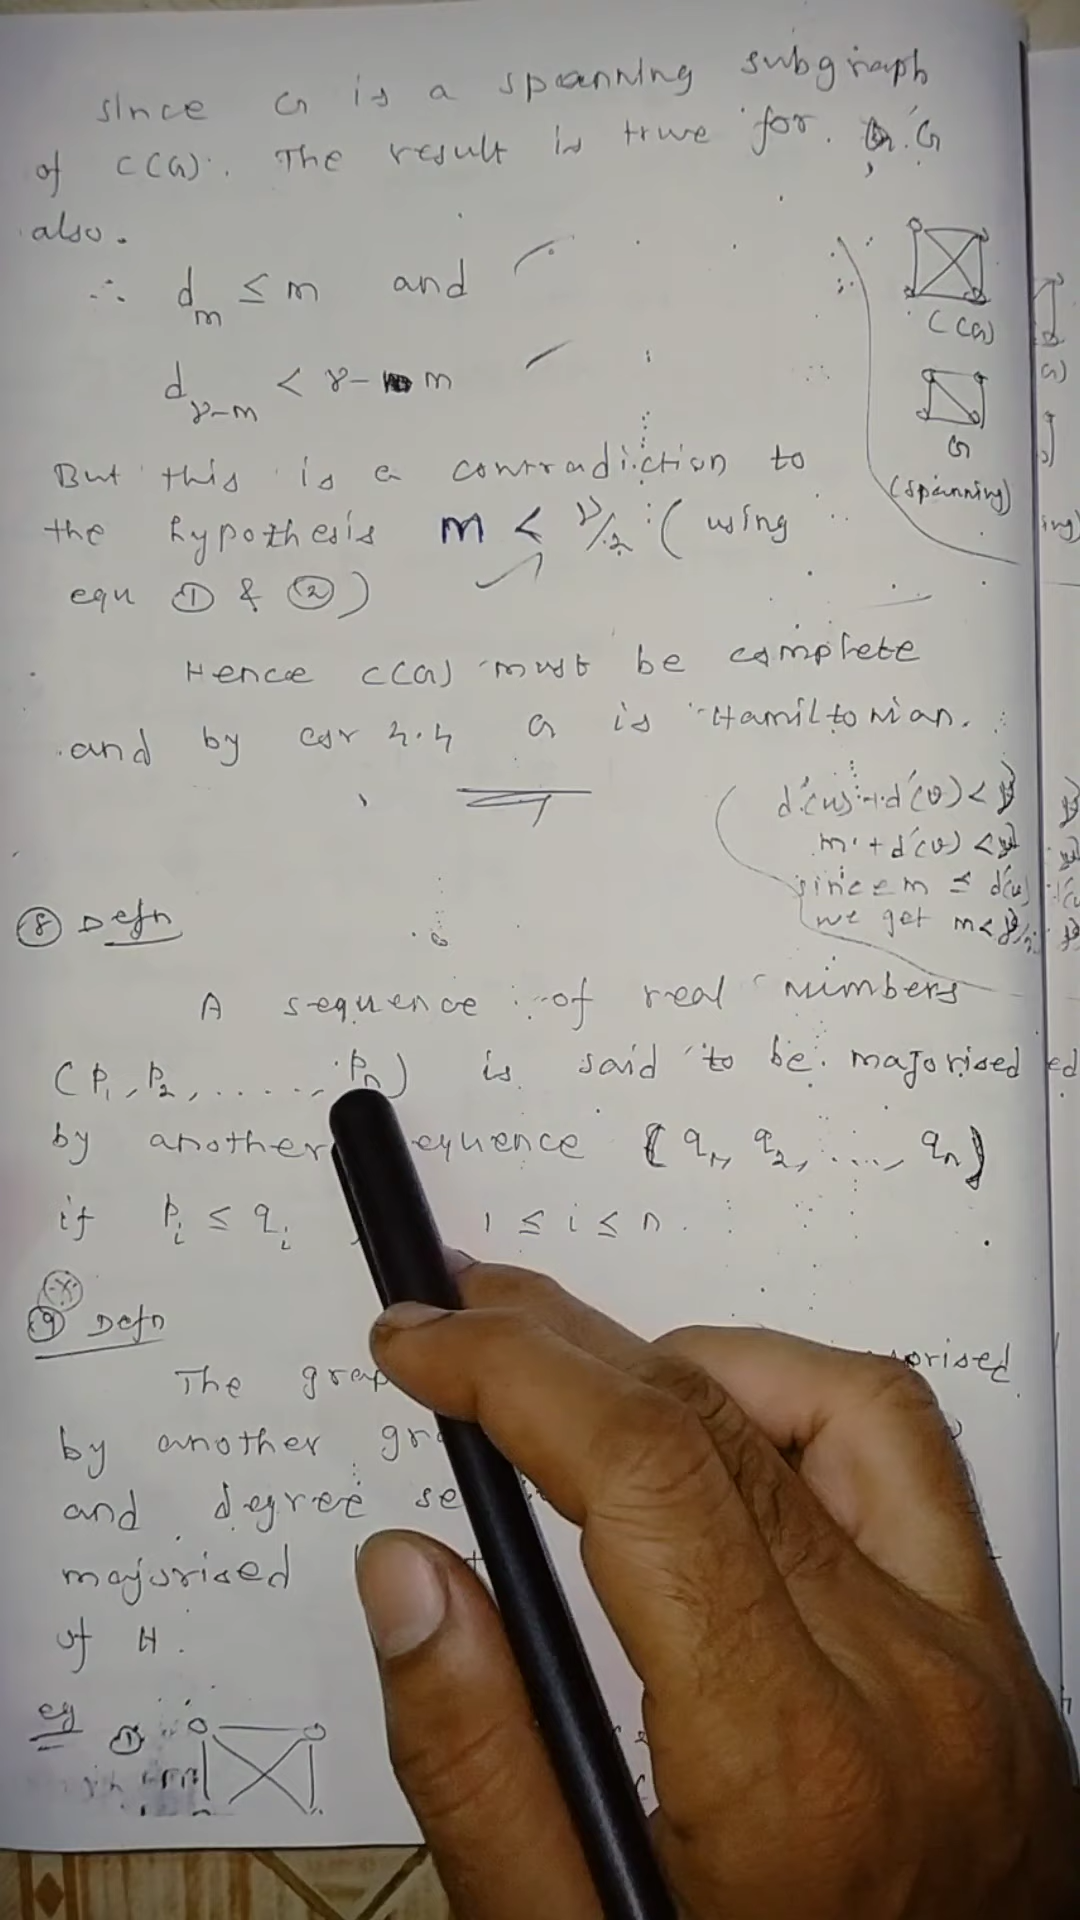 since G is a spanning subgraph
of C(G). The result is true for G
also.
∴ d_m ≤ m and
d_γ-m < γ - m
But this is a contradiction to
the hypothesis m < ν/2 (using
equ ① & ②)
Hence C(G) must be complete
and by cor 4.4 G is Hamiltonian.
C(G)
G
(spanning)
d'(u) + d'(v) < ν
m + d'(v) < ν
since m ≤ d'(u)
we get m < ν/2
⑧ Defn
A sequence of real numbers
(P₁, P₂, ......, Pₙ) is said to be majorised
by another equence (q₁, q₂, ...., qₙ)
if Pᵢ ≤ qᵢ 1 ≤ i ≤ n.
⑨ Defn
The grap orised
by another gr
and degree se
majorised
of H.
eg ①